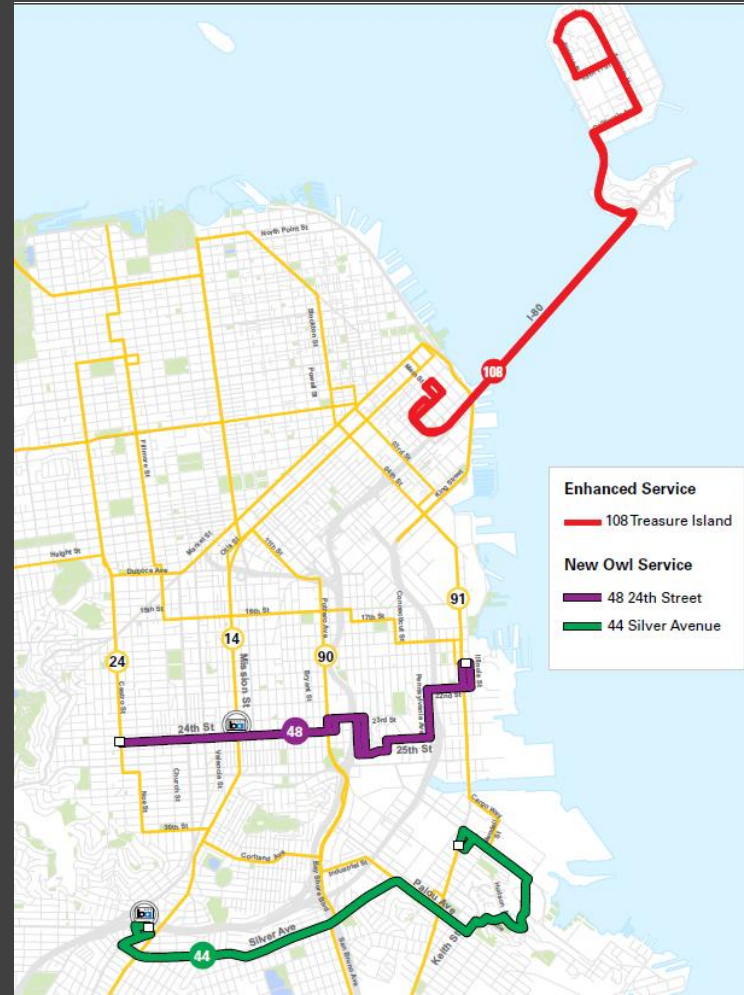 North Point St
Stockton St
Powell St
Main St
I-80
108
03rd St
04th St
King Street
Fillmore St
Market St
Otis St
11th St
Haight St
Duboce Ave
15th St
16th St
17th St
Connecticut St
91
14
90
24
Castro St
Mission St
Potrero Ave
Bryant St
Pennsylvania Ave
Illinois St
22nd St
23rd St
24th St
48
25th St
Church St
Valencia St
Noe St
30th St
Cortland Ave
Industrial St
Bay Shore Blvd
Cargo Way
Palou Ave
Keith St
Silver Ave
44
San Bruno Ave
Enhanced Service
108 Treasure Island
New Owl Service
48 24th Street
44 Silver Avenue